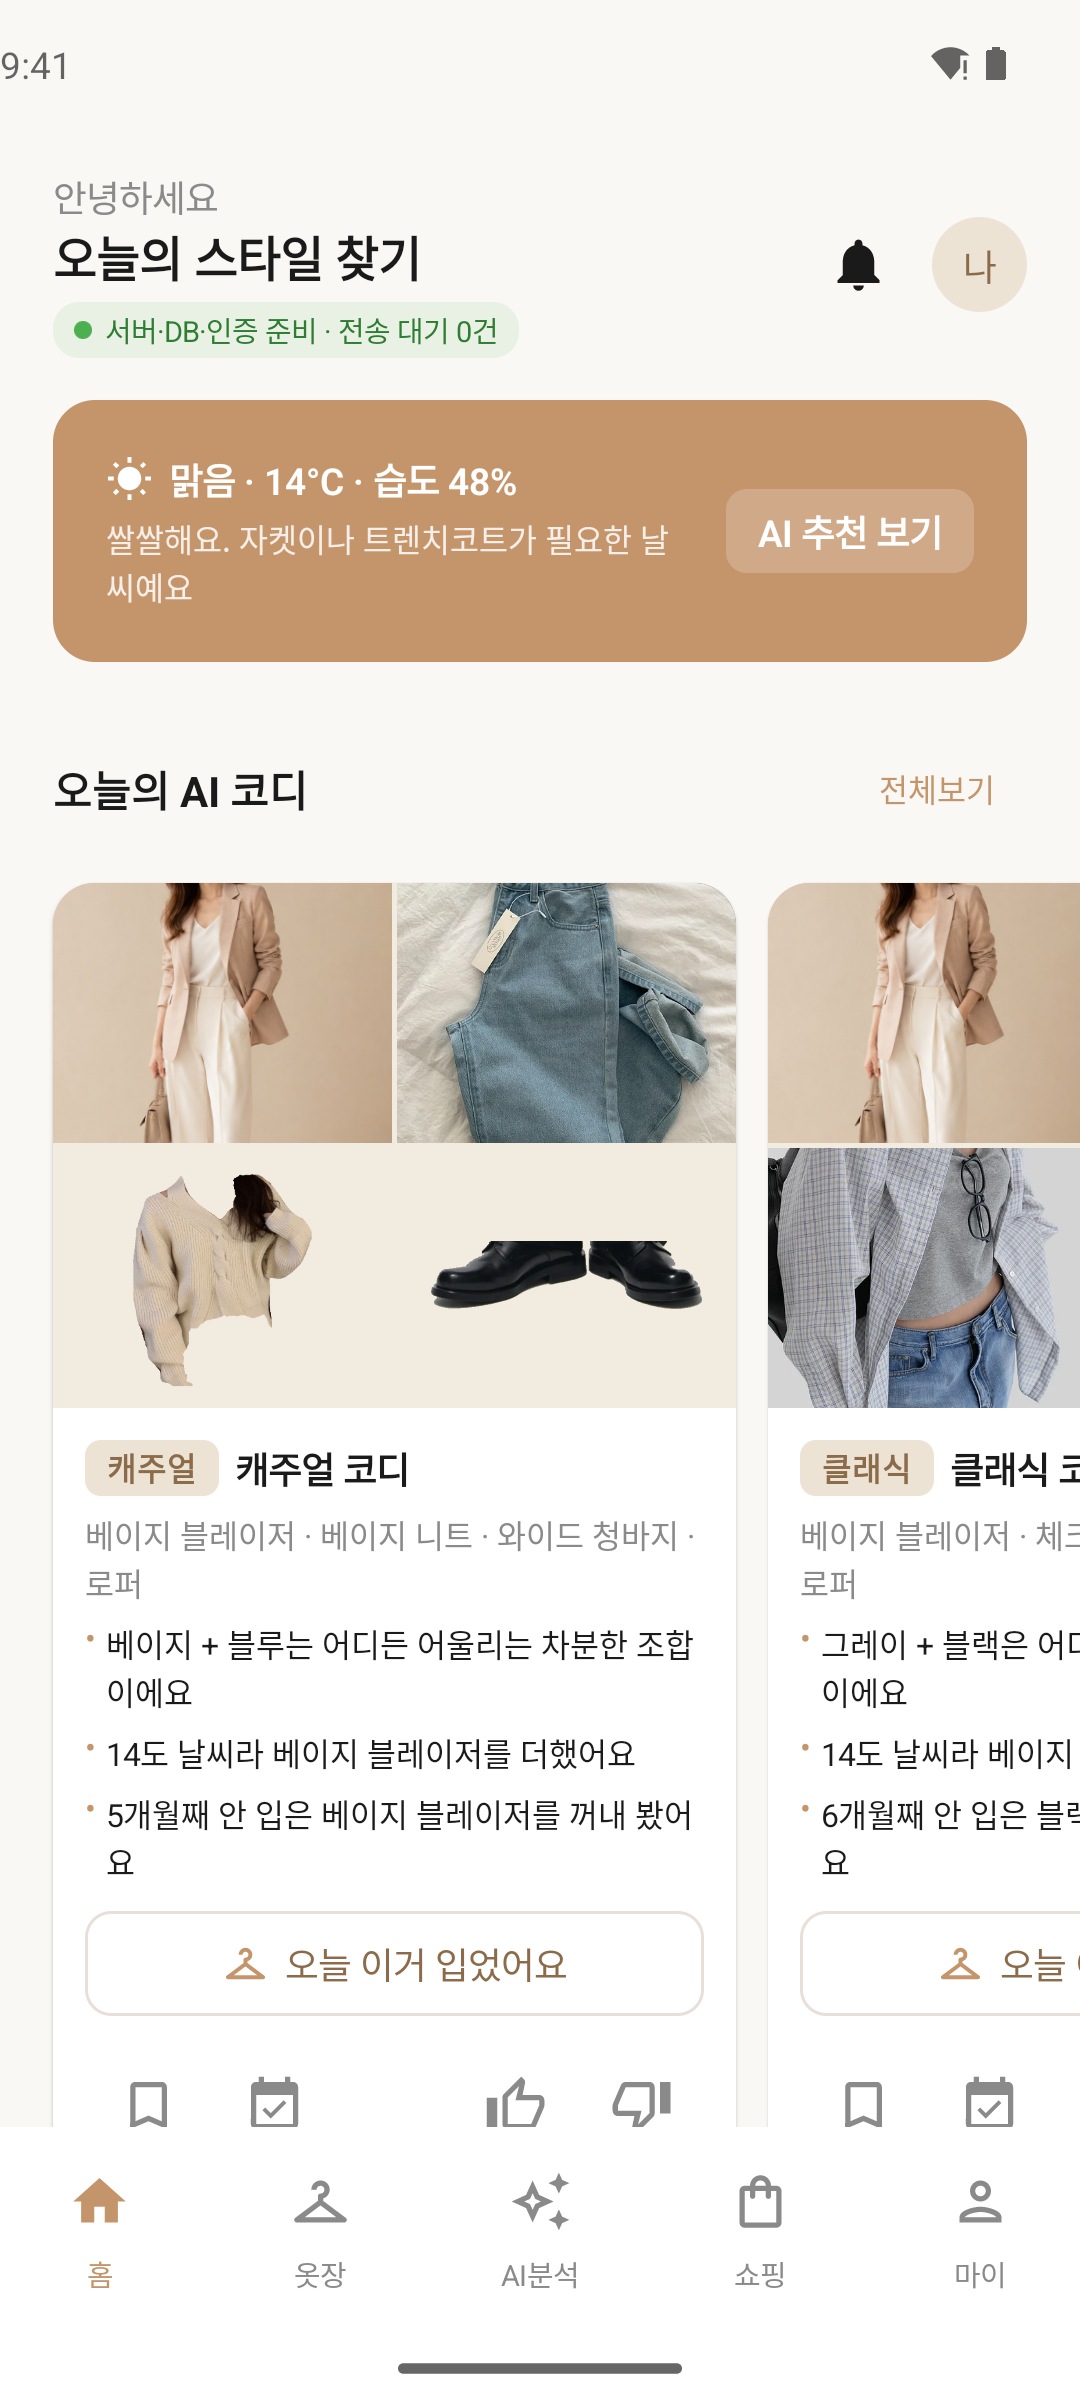 9:41
안녕하세요
오늘의 스타일 찾기
나
서버·DB·인증 준비 · 전송 대기 0건
맑음 · 14°C · 습도 48%
쌀쌀해요. 자켓이나 트렌치코트가 필요한 날
씨예요
AI 추천 보기
오늘의 AI 코디
전체보기
캐주얼 캐주얼 코디
베이지 블레이저 · 베이지 니트 · 와이드 청바지 ·
로퍼
• 베이지 + 블루는 어디든 어울리는 차분한 조합
이에요
• 14도 날씨라 베이지 블레이저를 더했어요
• 5개월째 안 입은 베이지 블레이저를 꺼내 봤어
요
오늘 이거 입었어요
클래식 클래식
베이지 블레이저 · 체크
로퍼
• 그레이 + 블랙은
이에요
• 14도 날씨라 베이지
• 6개월째 안 입은
요
오늘
홈
옷장
AI분석
쇼핑
마이